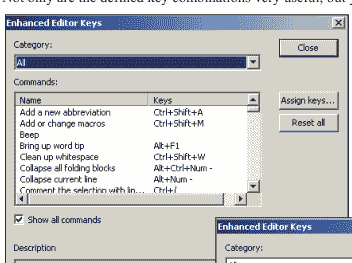 Not only are the defined key combinations very useful, but
Enhanced Editor Keys
Category:
Close
All
Commands:
Name Keys
Assign keys...
Add a new abbreviation Ctrl+Shift+A
Add or change macros Ctrl+Shift+M
Reset all
Beep
Bring up word tip Alt+F1
Clean up whitespace Ctrl+Shift+W
Collapse all folding blocks Alt+Ctrl+Num -
Collapse current line Alt+Num -
Comment the selection with lin... Ctrl+/
Show all commands
Enhanced Editor Keys
Description
Category: